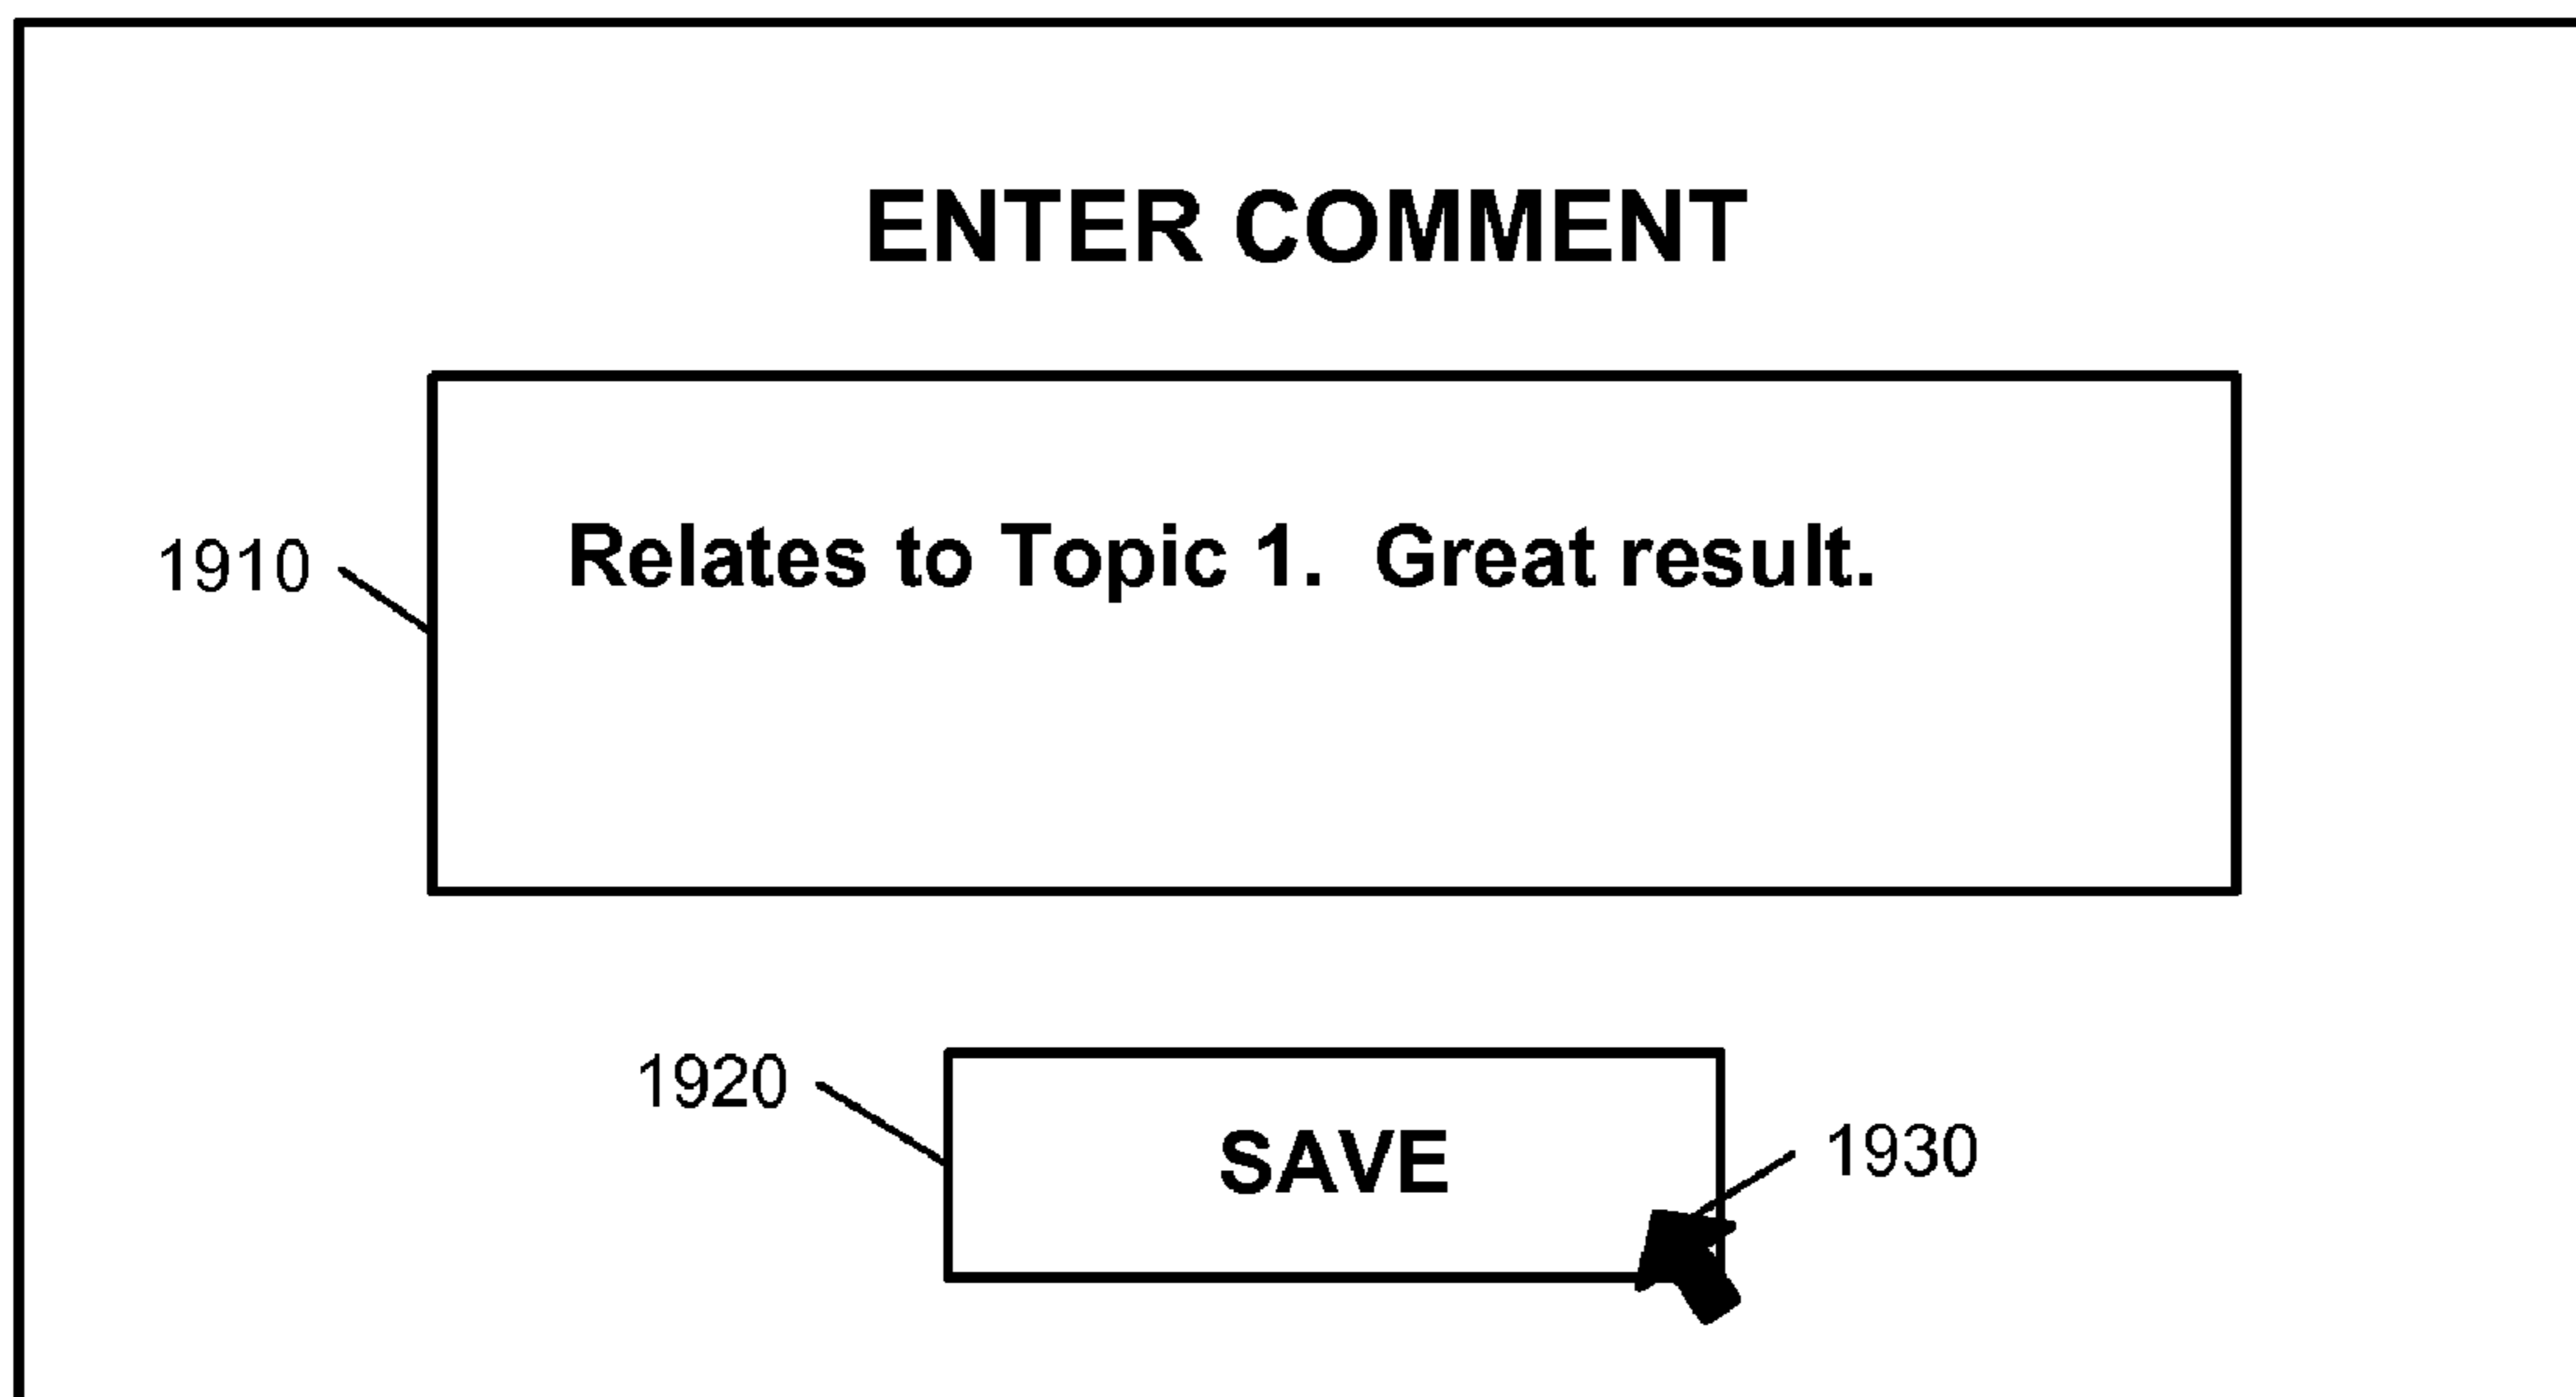 ENTER COMMENT
Relates to Topic 1.  Great result.
1910
1920
SAVE
1930